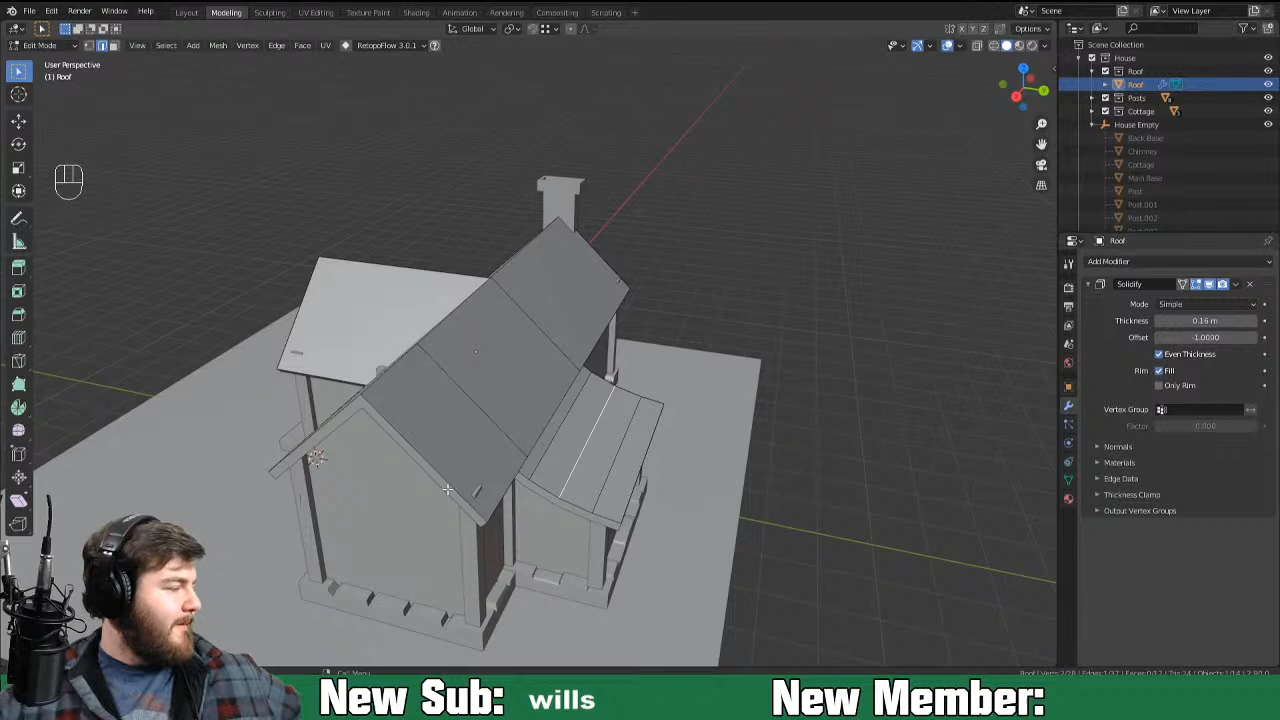 File Edit Render Window Help Layout Modeling Sculpting UV Editing Texture Paint Shading Animation Rendering Compositing Scripting + Scene View Layer
Global Options
Edit Mode View Select Add Mesh Vertex Edge Face UV RetopoFlow 3.0.1
User Perspective
(1) Roof
X Y Z
Scene Collection
House
Roof
Roof
Posts
Cottage
House Empty
Back Base
Chimney
Cottage
Main Base
Post
Post.001
Post.002
Roof
Add Modifier
Solidify
Mode Simple
Thickness 0.16 m
Offset -1.0000
Even Thickness
Rim Fill
Only Rim
Vertex Group
Factor 0.000
Normals
Materials
Edge Data
Thickness Clamp
Output Vertex Groups
Call Menu
New Sub: wills New Member: